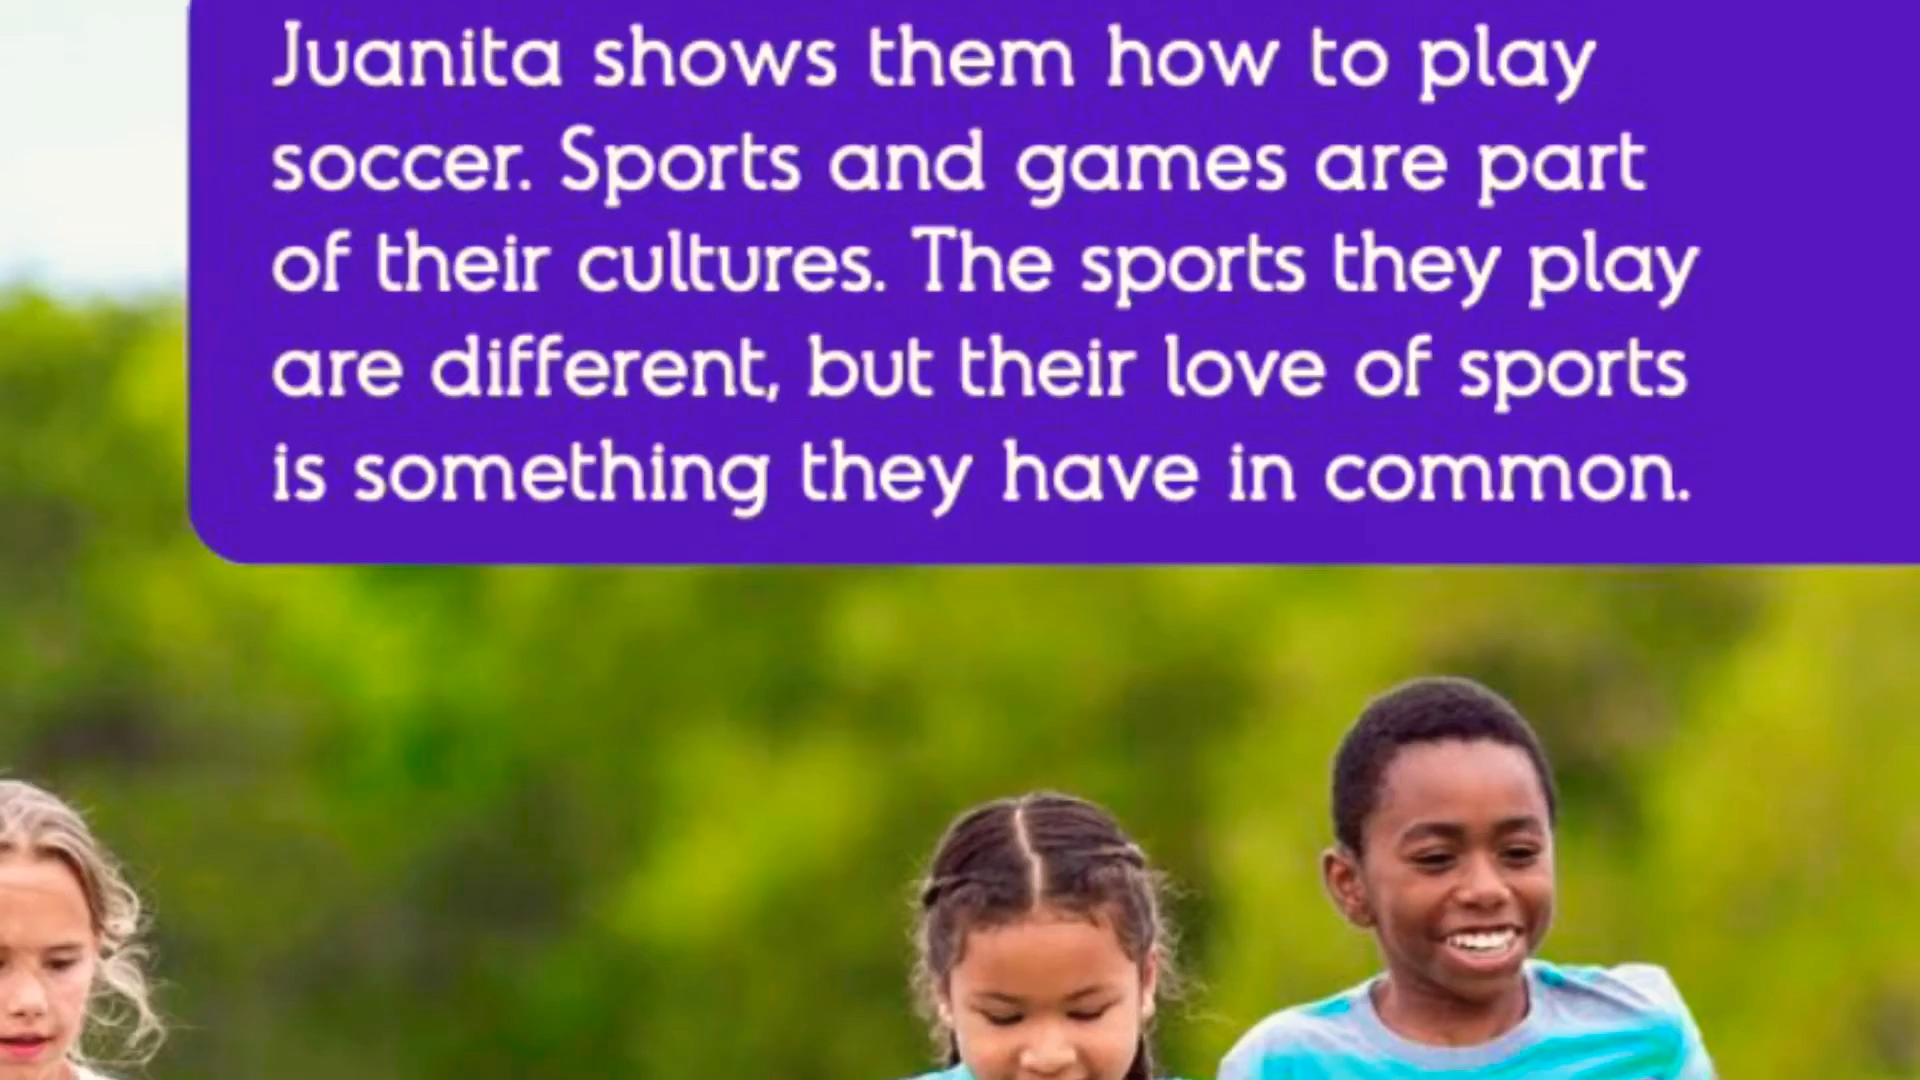 Juanita shows them how to play
soccer. Sports and games are part
of their cultures. The sports they play
are different, but their love of sports
is something they have in common.